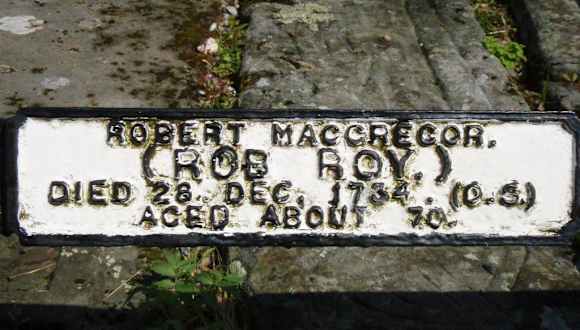 ROBERT MACGREGOR.
(ROB ROY.)
DIED 28. DEC. 1734. (O.S.)
AGED ABOUT 70.